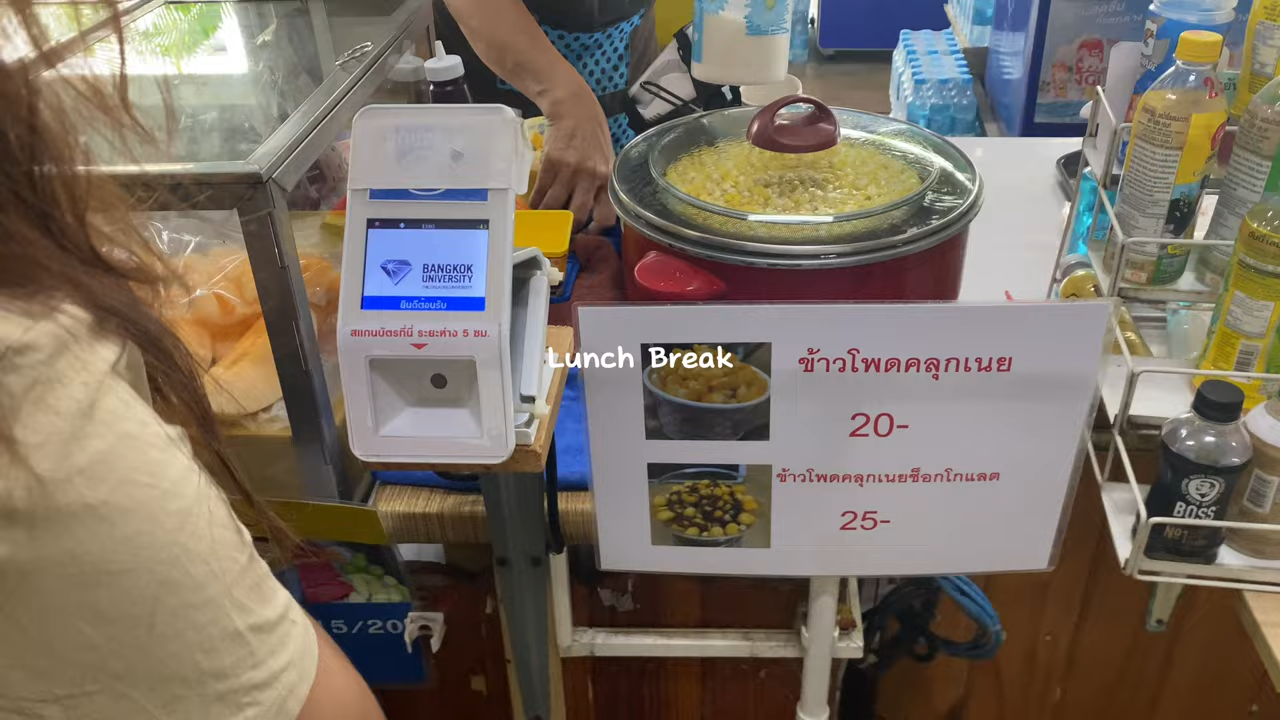 BANGKOK
UNIVERSITY
ยินดีต้อนรับ
สแกนบัตรที่นี่ ระยะห่าง 5 ซม.
Lunch Break
ข้าวโพดคลุกเนย
20-
ข้าวโพดคลุกเนยช็อกโกแลต
25-
15/20
BOSS
Nº1